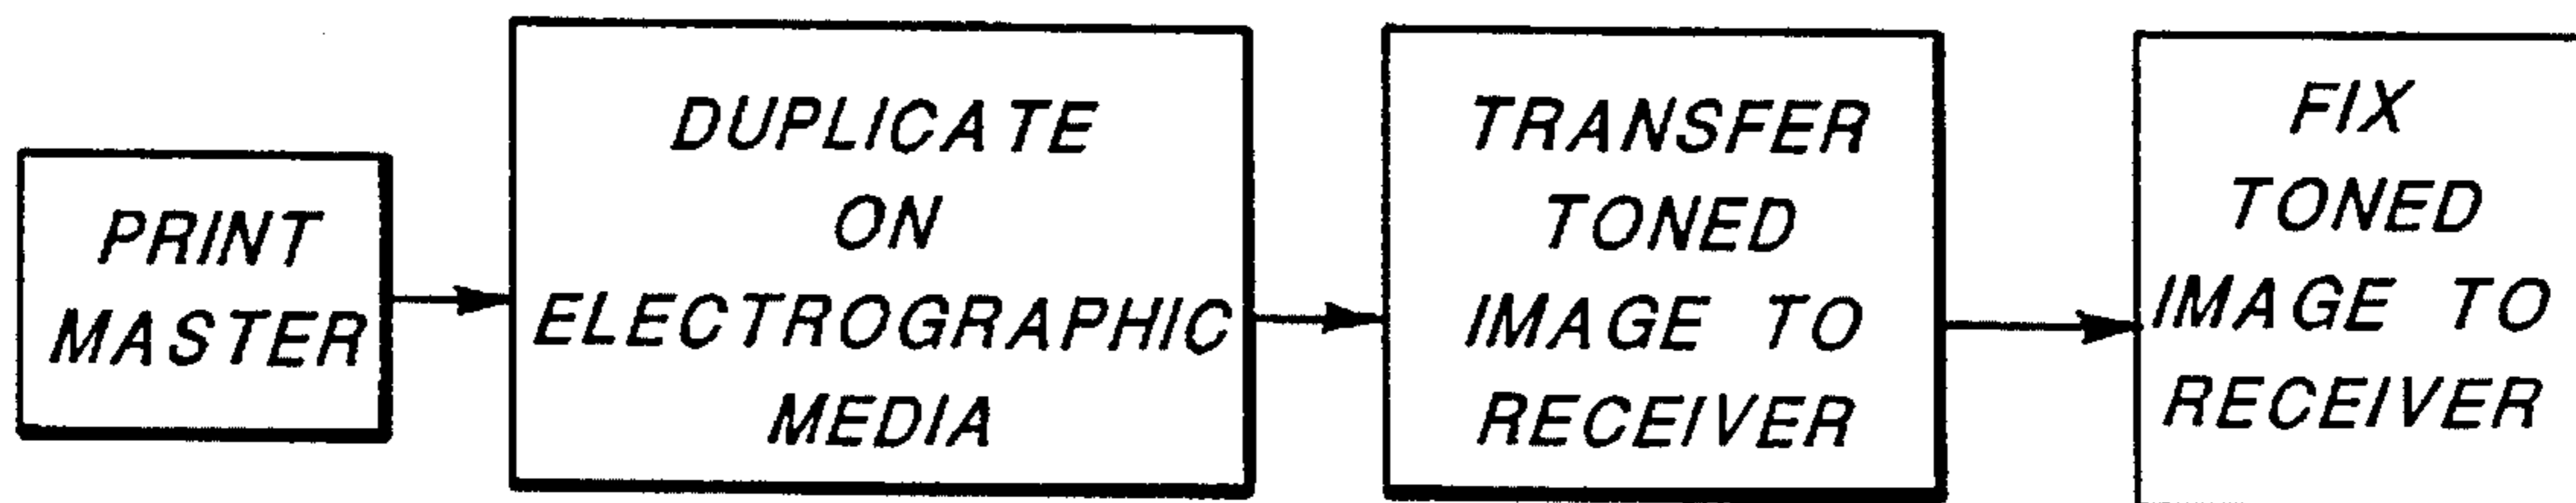 PRINT
MASTER
DUPLICATE
ON
ELECTROGRAPHIC
MEDIA
TRANSFER
TONED
IMAGE TO
RECEIVER
FIX
TONED
IMAGE TO
RECEIVER